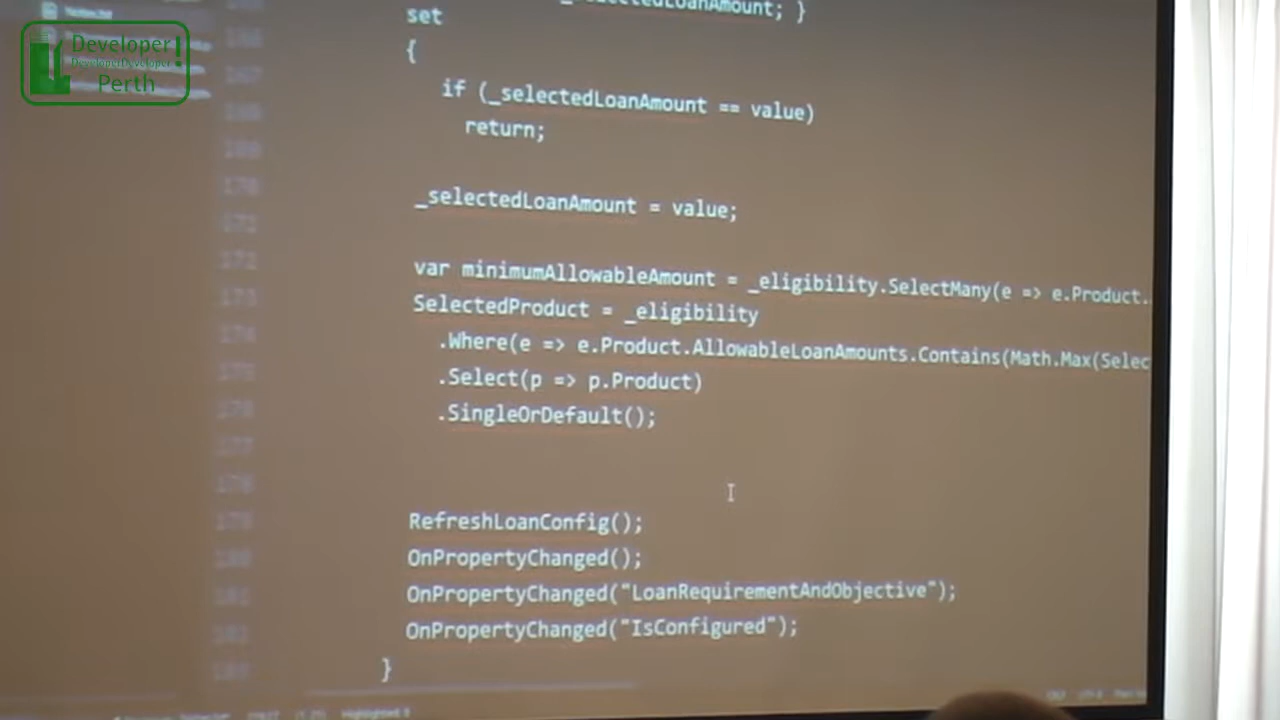 _selectedLoanAmount; }
set
{
if (_selectedLoanAmount == value)
return;
_selectedLoanAmount = value;
var minimumAllowableAmount = _eligibility.SelectMany(e => e.Product.
SelectedProduct = _eligibility
.Where(e => e.Product.AllowableLoanAmounts.Contains(Math.Max(Selec
.Select(p => p.Product)
.SingleOrDefault();
RefreshLoanConfig();
OnPropertyChanged();
OnPropertyChanged("LoanRequirementAndObjective");
OnPropertyChanged("IsConfigured");
}
Developer!
DeveloperDeveloper
Perth